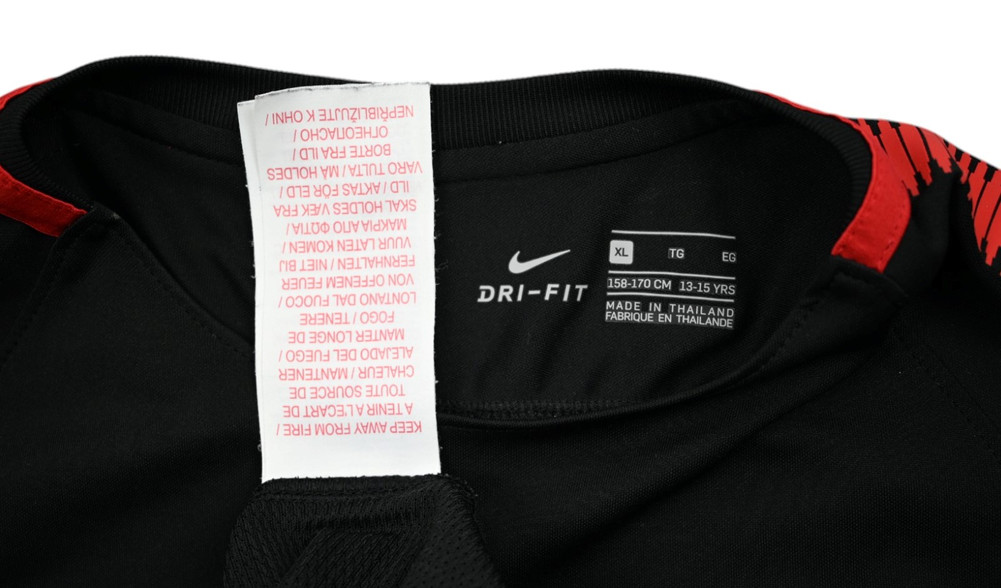 KEEP AWAY FROM FIRE /
A TENIR A L'ECART DE
TOUTE SOURCE DE
CHALEUR / MANTENER
ALEJADO DEL FUEGO /
MANTER LONGE DE
FOGO / TENERE
LONTANO DAL FUOCO /
VON OFFENEM FEUER
FERNHALTEN / NIET BIJ
VUUR LATEN KOMEN /
ΜΑΚΡΙΑ ΑΠΟ ΦΩΤΙΑ /
SKAL HOLDES VÆK FRA
ILD / AKTAS FÖR ELD /
VARO TULTA / MÅ HOLDES
BORTE FRA ILD /
ОГНЕОПАСНО /
NEPŘIBLIŽUJTE K OHNI /
DRI-FIT
XL TG EG
158-170 CM 13-15 YRS
MADE IN THAILAND
FABRIQUE EN THAILANDE